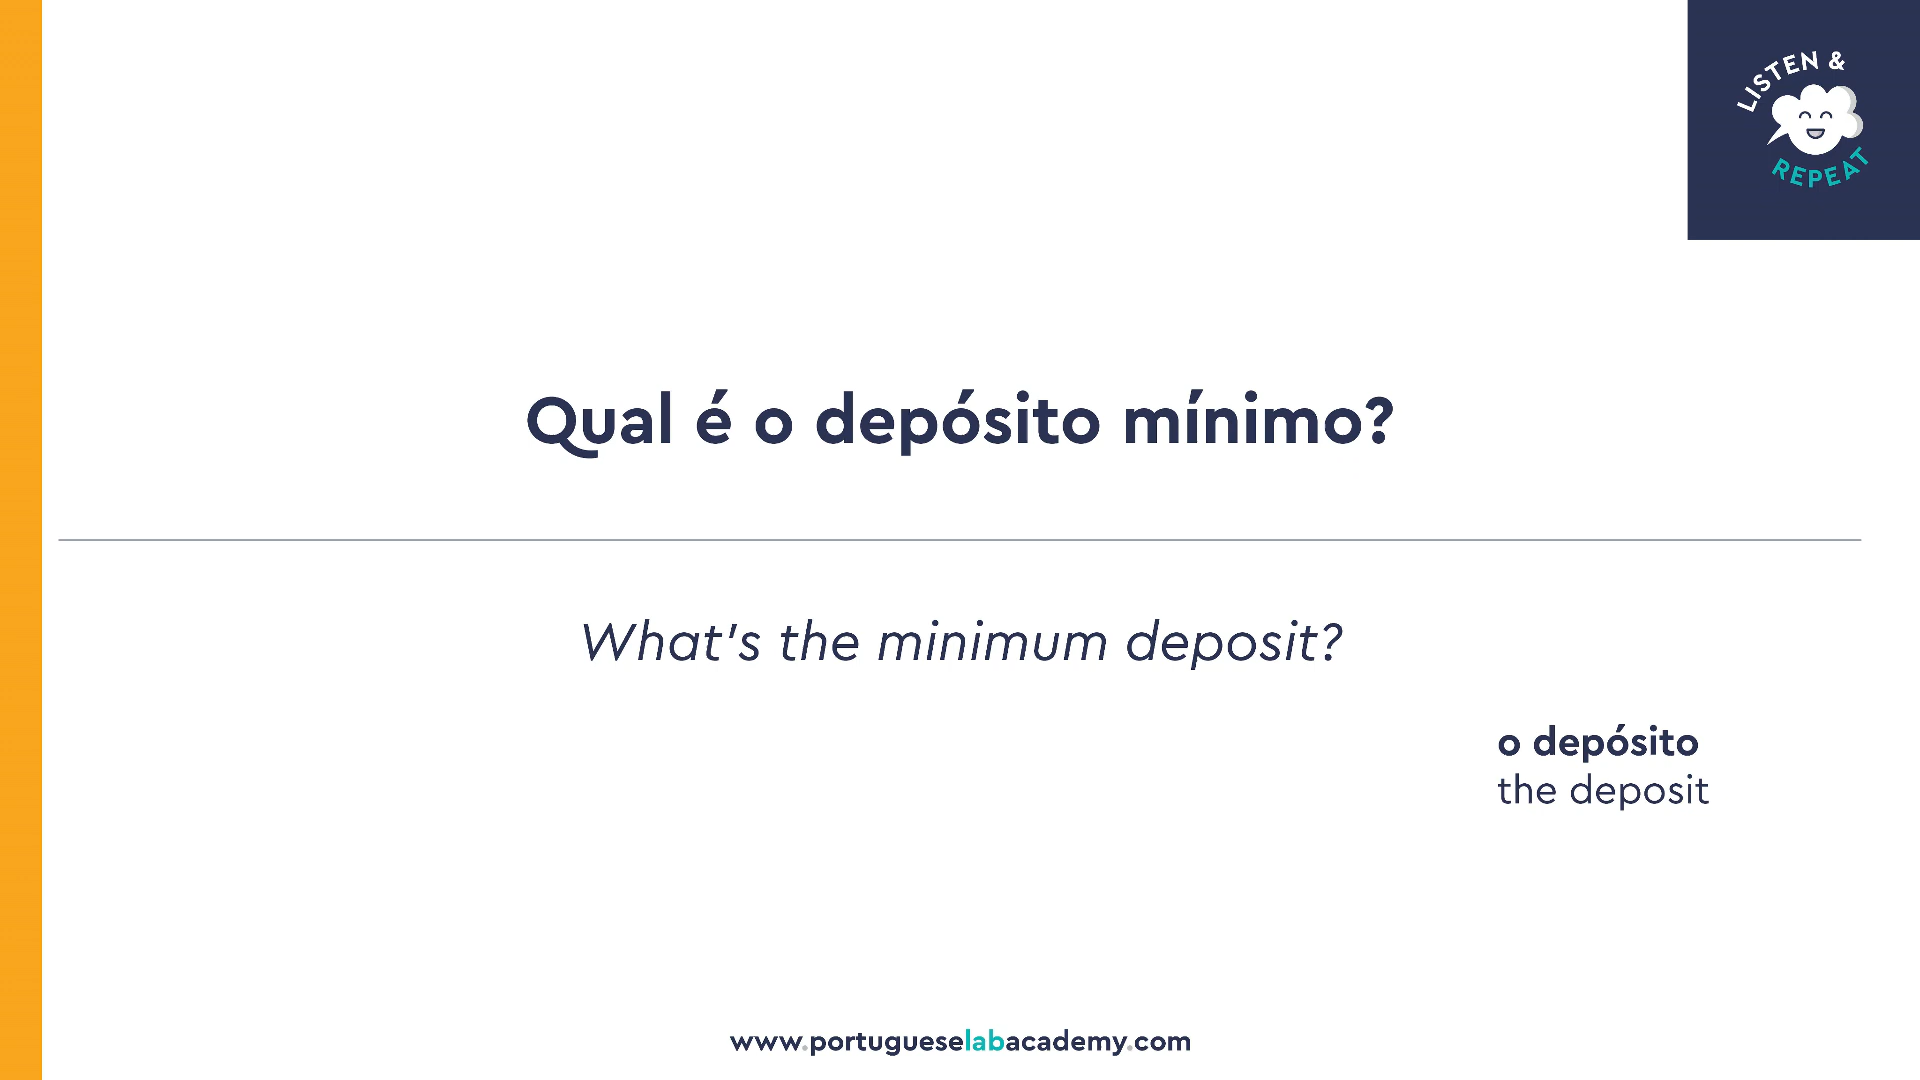 LISTEN &
REPEAT
Qual é o depósito mínimo?
What's the minimum deposit?
o depósito
the deposit
www.portugueselabacademy.com